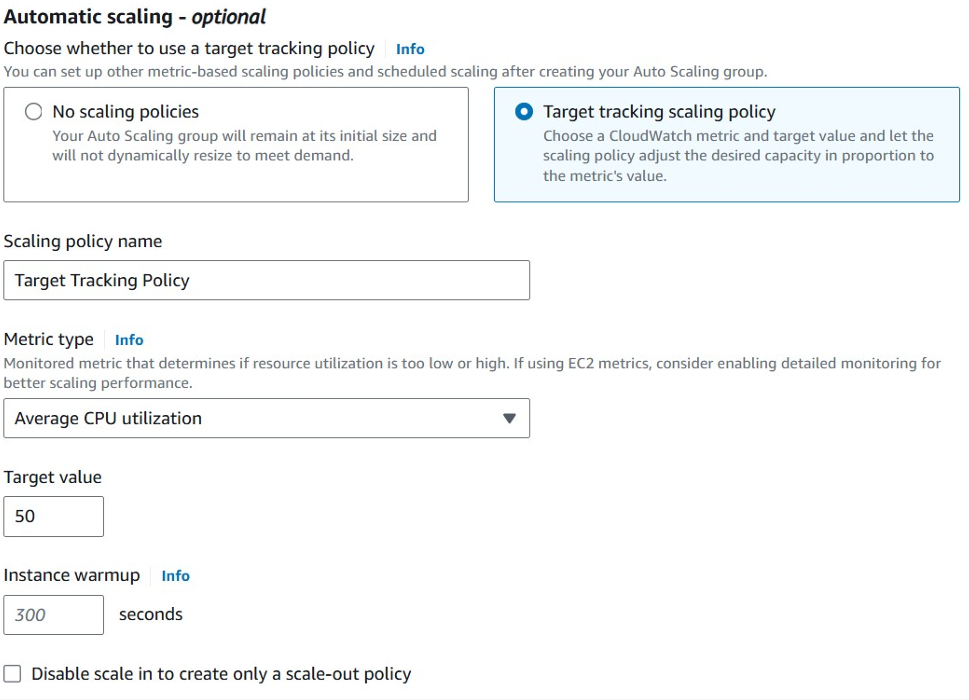 Automatic scaling - optional
Choose whether to use a target tracking policy Info
You can set up other metric-based scaling policies and scheduled scaling after creating your Auto Scaling group.
No scaling policies
Your Auto Scaling group will remain at its initial size and
will not dynamically resize to meet demand.
Target tracking scaling policy
Choose a CloudWatch metric and target value and let the
scaling policy adjust the desired capacity in proportion to
the metric's value.
Scaling policy name
Target Tracking Policy
Metric type Info
Monitored metric that determines if resource utilization is too low or high. If using EC2 metrics, consider enabling detailed monitoring for
better scaling performance.
Average CPU utilization
Target value
50
Instance warmup Info
300 seconds
Disable scale in to create only a scale-out policy